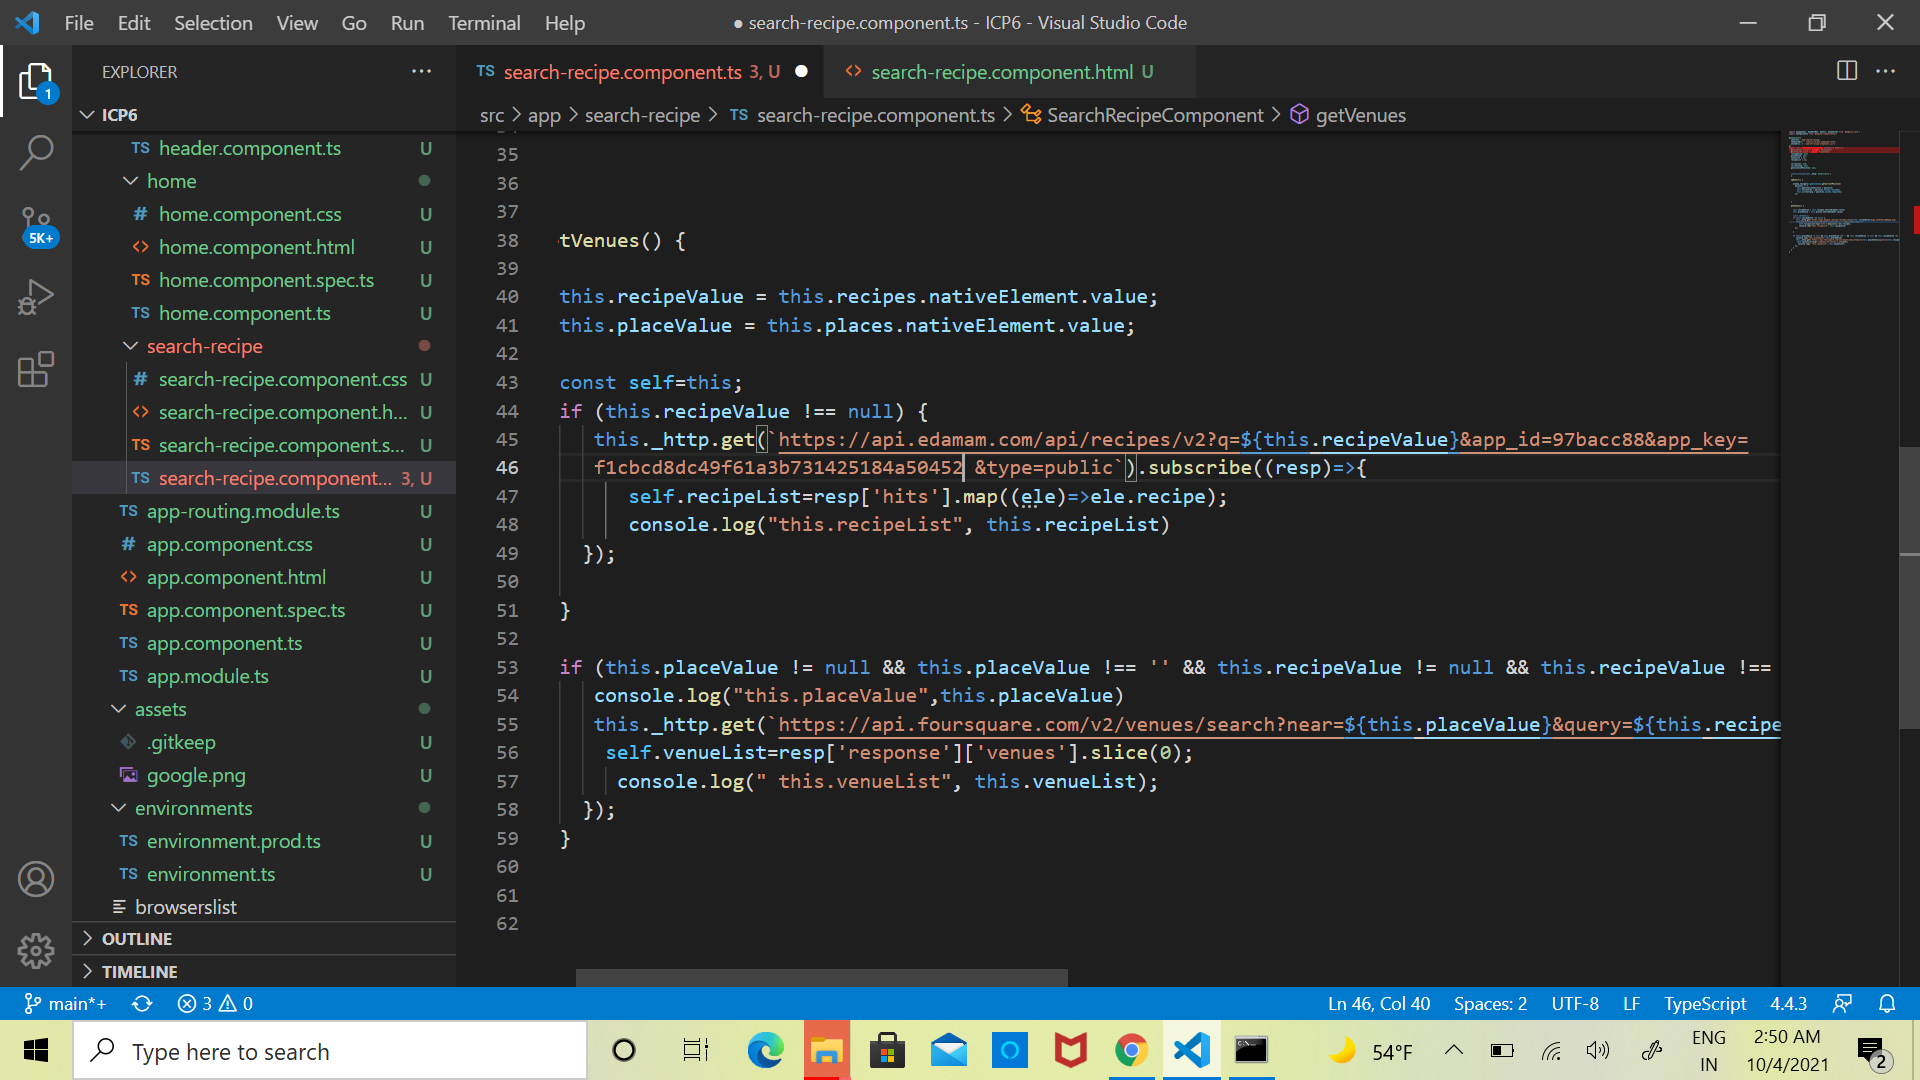 File Edit Selection View Go Run Terminal Help
● search-recipe.component.ts - ICP6 - Visual Studio Code
EXPLORER
TS search-recipe.component.ts 3, U
<> search-recipe.component.html U
src > app > search-recipe > TS search-recipe.component.ts > SearchRecipeComponent > getVenues
1
5K+
ICP6
TS header.component.ts U
home
# home.component.css U
<> home.component.html U
TS home.component.spec.ts U
TS home.component.ts U
search-recipe
# search-recipe.component.css U
<> search-recipe.component.h... U
TS search-recipe.component.s... U
TS search-recipe.component... 3, U
TS app-routing.module.ts U
# app.component.css U
<> app.component.html U
TS app.component.spec.ts U
TS app.component.ts U
TS app.module.ts U
assets
.gitkeep U
google.png U
environments
TS environment.prod.ts U
TS environment.ts U
browserslist
OUTLINE
TIMELINE
35
36
37
38 tVenues() {
39
40 this.recipeValue = this.recipes.nativeElement.value;
41 this.placeValue = this.places.nativeElement.value;
42
43 const self=this;
44 if (this.recipeValue !== null) {
45 this._http.get(`https://api.edamam.com/api/recipes/v2?q=${this.recipeValue}&app_id=97bacc88&app_key=
46 f1cbcd8dc49f61a3b731425184a50452 &type=public`).subscribe((resp)=>{
47 self.recipeList=resp['hits'].map((ele)=>ele.recipe);
48 console.log("this.recipeList", this.recipeList)
49 });
50
51 }
52
53 if (this.placeValue != null && this.placeValue !== '' && this.recipeValue != null && this.recipeValue !==
54 console.log("this.placeValue",this.placeValue)
55 this._http.get(`https://api.foursquare.com/v2/venues/search?near=${this.placeValue}&query=${this.recipe
56 self.venueList=resp['response']['venues'].slice(0);
57 console.log(" this.venueList", this.venueList);
58 });
59 }
60
61
62
main*+ 3 0
Ln 46, Col 40 Spaces: 2 UTF-8 LF TypeScript 4.4.3
Type here to search
54°F
ENG
IN
2:50 AM
10/4/2021
2